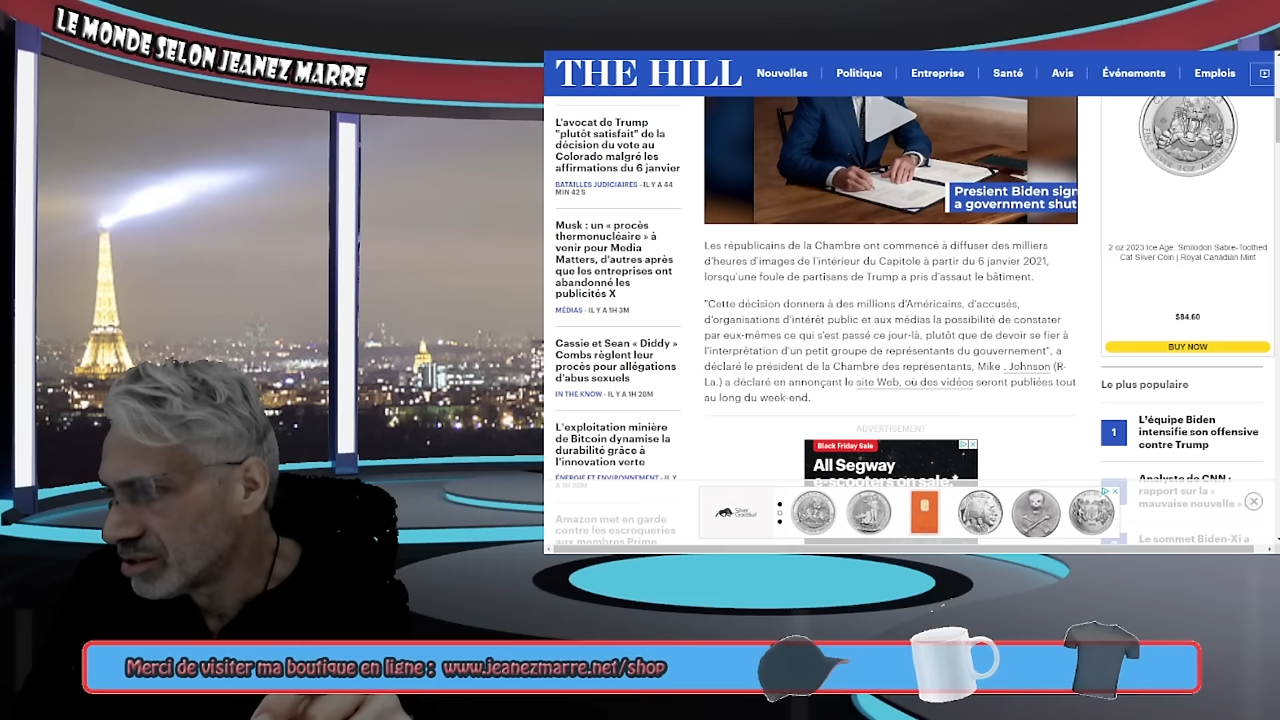 LE MONDE SELON JEANEZ MARRE
THE HILL
Nouvelles
Politique
Entreprise
Santé
Avis
Événements
Emplois
L'avocat de Trump
"plutôt satisfait" de la
décision du vote au
Colorado malgré les
affirmations du 6 janvier
BATAILLES JUDICIAIRES - IL Y A 44
MIN 42 S
Musk : un « procès
thermonucléaire » à
venir pour Media
Matters, d'autres après
que les entreprises ont
abandonné les
publicités X
MÉDIAS - IL Y A 1H 3M
Cassie et Sean « Diddy »
Combs règlent leur
procès pour allégations
d'abus sexuels
IN THE KNOW - IL Y A 1H 28M
L'exploitation minière
de Bitcoin dynamise la
durabilité grâce à
l'innovation verte
ÉNERGIE ET ENVIRONNEMENT - IL Y
Amazon met en garde
contre les escroqueries
aux membres Prime
Presient Biden sign
a government shut
Les républicains de la Chambre ont commencé à diffuser des milliers
d'heures d'images de l'intérieur du Capitole à partir du 6 janvier 2021,
lorsqu'une foule de partisans de Trump a pris d'assaut le bâtiment.
"Cette décision donnera à des millions d'Américains, d'accusés,
d'organisations d'intérêt public et aux médias la possibilité de constater
par eux-mêmes ce qui s'est passé ce jour-là, plutôt que de devoir se fier à
l'interprétation d'un petit groupe de représentants du gouvernement", a
déclaré le président de la Chambre des représentants, Mike . Johnson (R-
La.) a déclaré en annonçant le site Web, où des vidéos seront publiées tout
au long du week-end.
ADVERTISEMENT
Black Friday Sale
All Segway
e-scooters on sale.
2 oz 2023 Ice Age: Smilodon Sabre-Toothed
Cat Silver Coin | Royal Canadian Mint
$84.60
BUY NOW
Le plus populaire
1
L'équipe Biden
intensifie son offensive
contre Trump
Analyste de CNN :
rapport sur la «
mauvaise nouvelle »
Le sommet Biden-Xi a
Merci de visiter ma boutique en ligne : www.jeanezmarre.net/shop